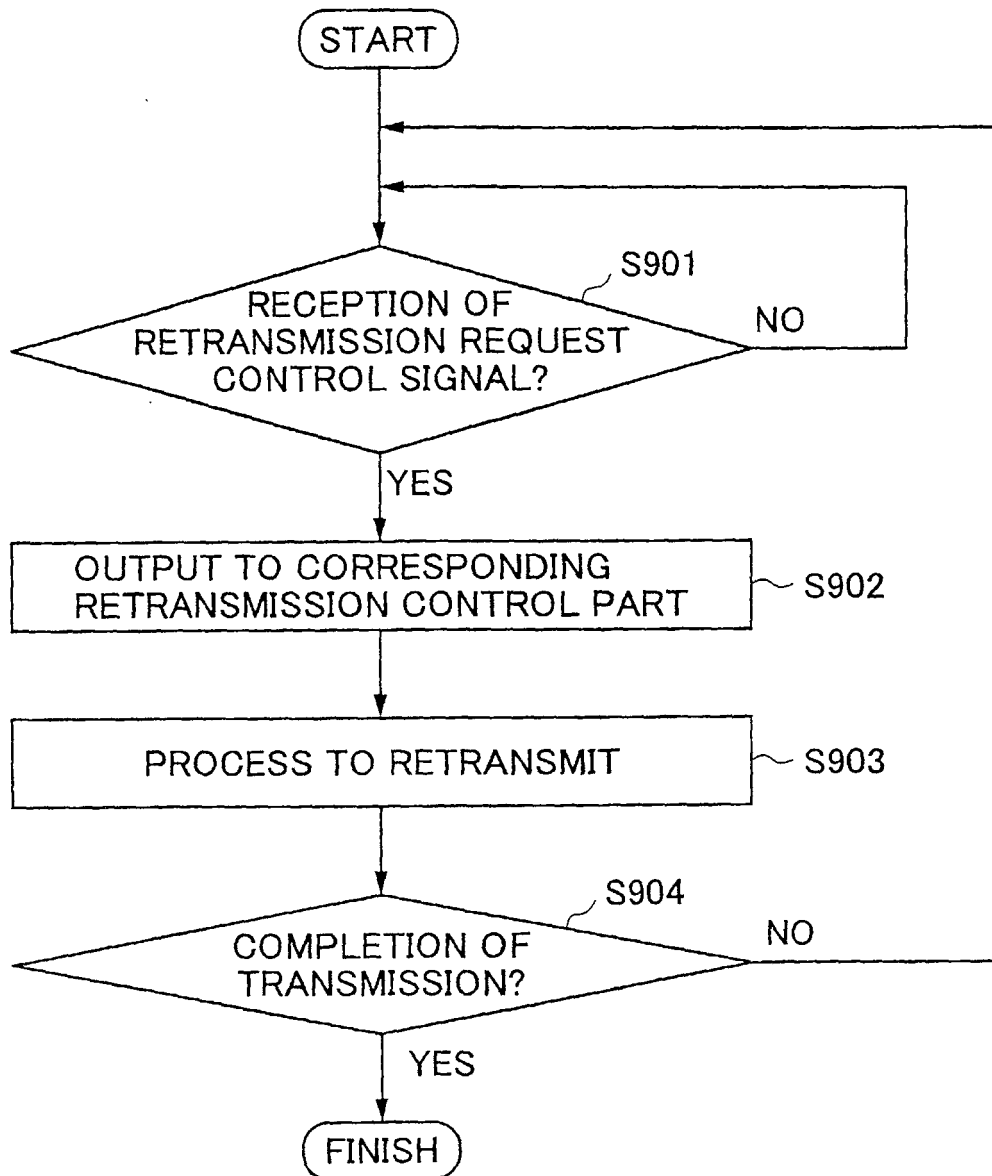 START
S901
RECEPTION OF
RETRANSMISSION REQUEST
CONTROL SIGNAL?
NO
YES
OUTPUT TO CORRESPONDING
RETRANSMISSION CONTROL PART
S902
PROCESS TO RETRANSMIT
S903
S904
COMPLETION OF
TRANSMISSION?
NO
YES
FINISH